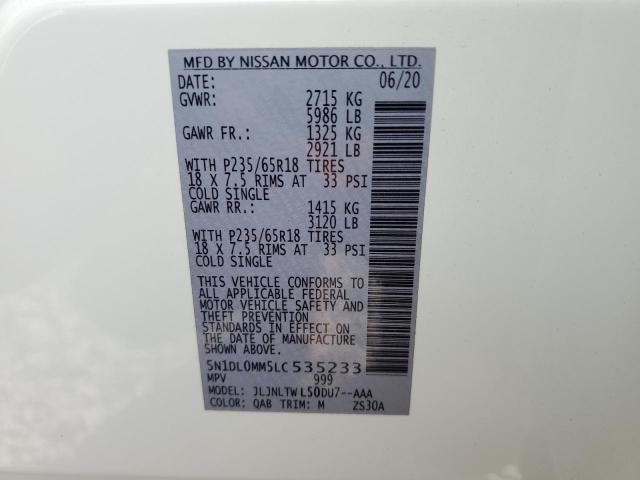 MFD BY NISSAN MOTOR CO., LTD.
DATE: 06/20
GVWR: 2715 KG
5986 LB
GAWR FR.: 1325 KG
2921 LB
WITH P235/65R18 TIRES
18 X 7.5 RIMS AT 33 PSI
COLD SINGLE
GAWR RR.: 1415 KG
3120 LB
WITH P235/65R18 TIRES
18 X 7.5 RIMS AT 33 PSI
COLD SINGLE
THIS VEHICLE CONFORMS TO
ALL APPLICABLE FEDERAL
MOTOR VEHICLE SAFETY AND
THEFT PREVENTION
STANDARDS IN EFFECT ON
THE DATE OF MANUFACTURE
SHOWN ABOVE.
5N1DL0MM5LC535233
MPV 999
MODEL: JLJNLTWL50DU7--AAA
COLOR: QAB TRIM: M ZS30A